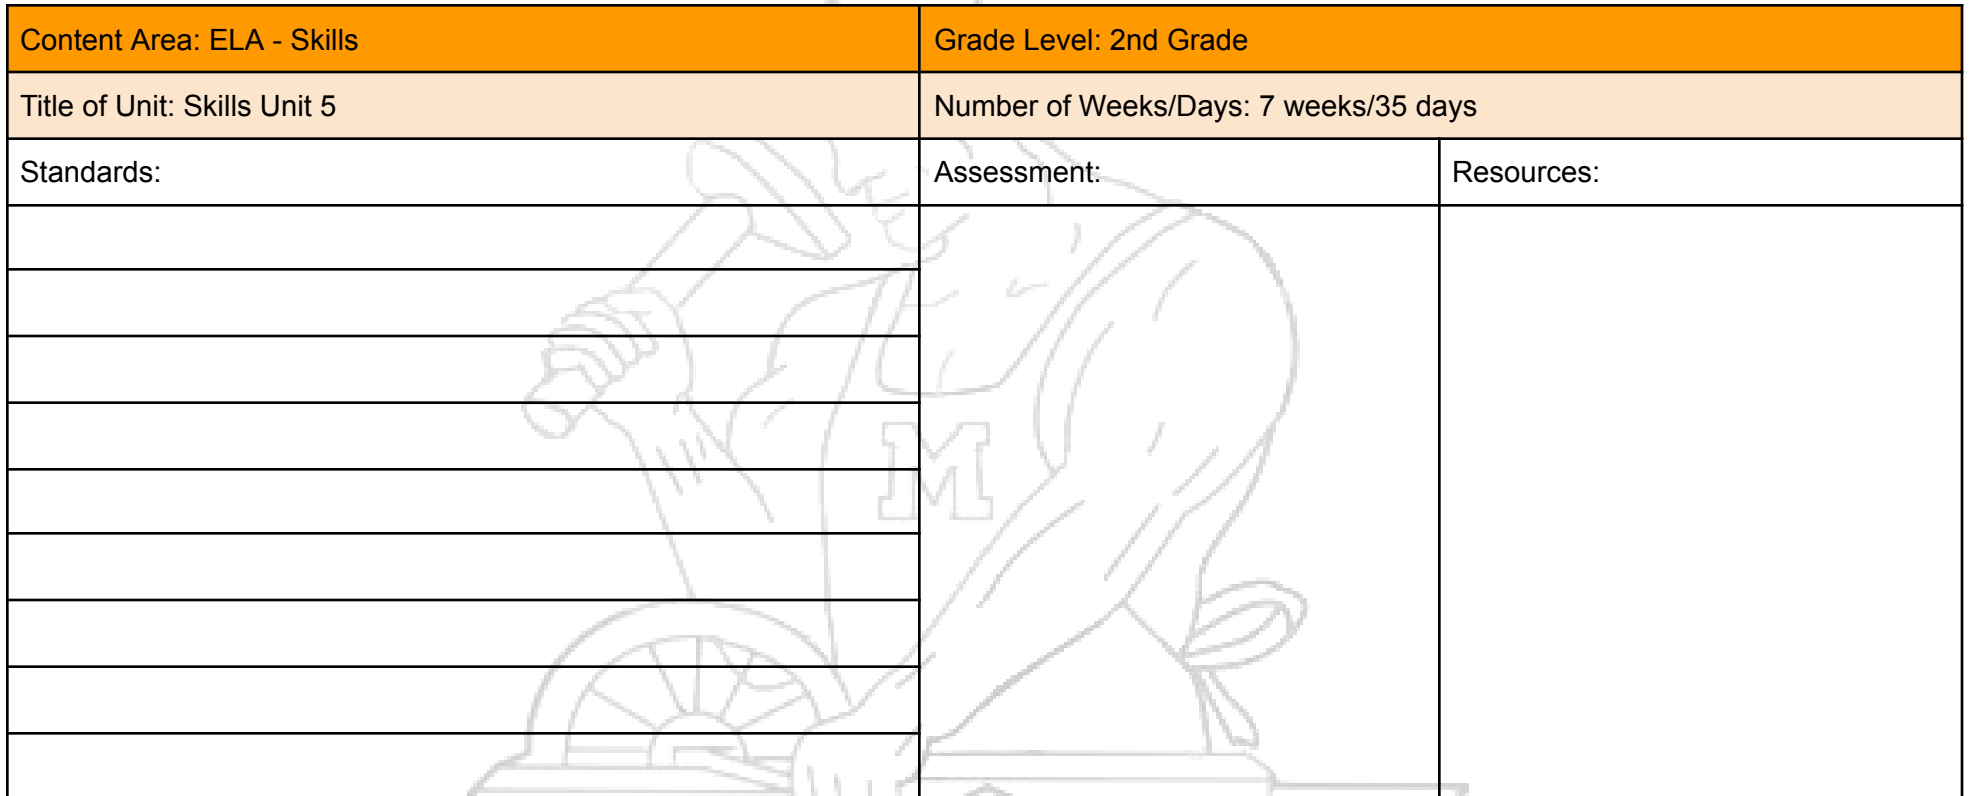 Content Area: ELA - Skills
Grade Level: 2nd Grade
Title of Unit: Skills Unit 5
Number of Weeks/Days: 7 weeks/35 days
Standards:
Assessment:
Resources:
M